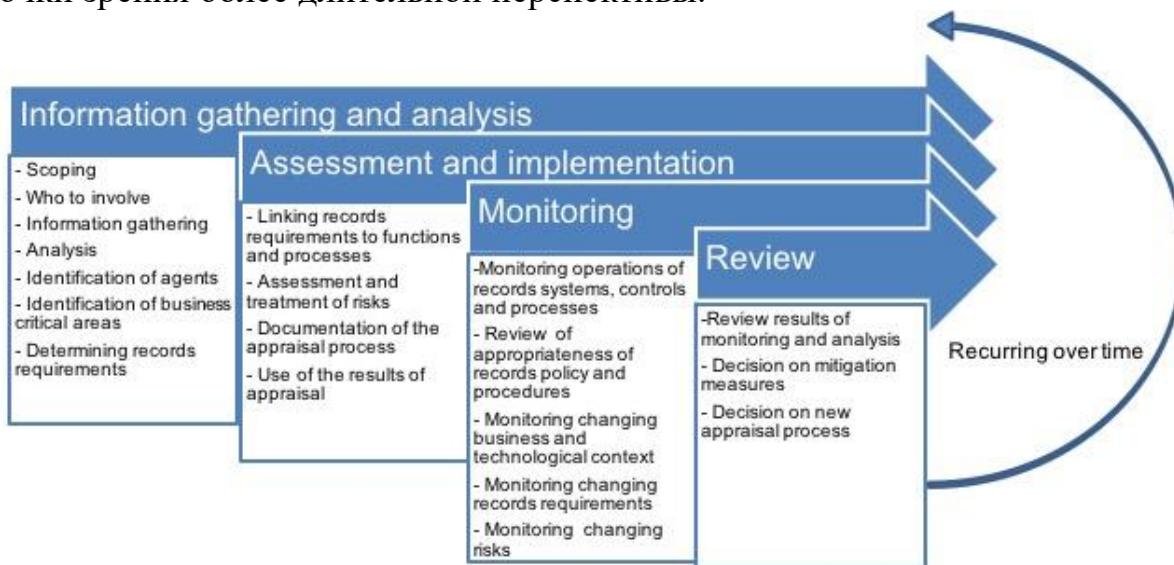 очки зрения более длительной перспективы.
Information gathering and analysis
- Scoping
- Who to involve
- Information gathering
- Analysis
- Identification of agents
- Identification of business
critical areas
- Determining records
requirements
Assessment and implementation
- Linking records
requirements to functions
and processes
- Assessment and
treatment of risks
- Documentation of the
appraisal process
- Use of the results of
appraisal
Monitoring
-Monitoring operations of
records systems, controls
and processes
- Review of
appropriateness of
records policy and
procedures
- Monitoring changing
business and
technological context
- Monitoring changing
records requirements
- Monitoring changing
risks
Review
-Review results of
monitoring and analysis
- Decision on mitigation
measures
- Decision on new
appraisal process
Recurring over time